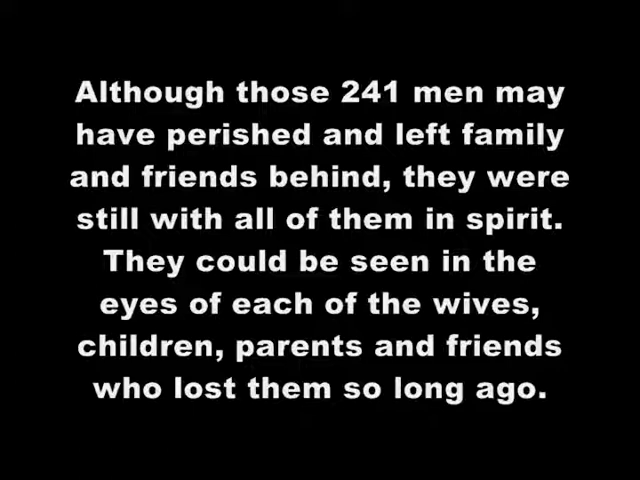 Although those 241 men may
have perished and left family
and friends behind, they were
still with all of them in spirit.
They could be seen in the
eyes of each of the wives,
children, parents and friends
who lost them so long ago.